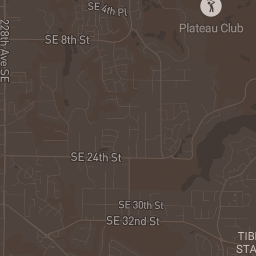 SE 4th Pl
Plateau Club
SE 8th St
228th Ave SE
SE 24th St
SE 30th St
SE 32nd St
TIB
STA